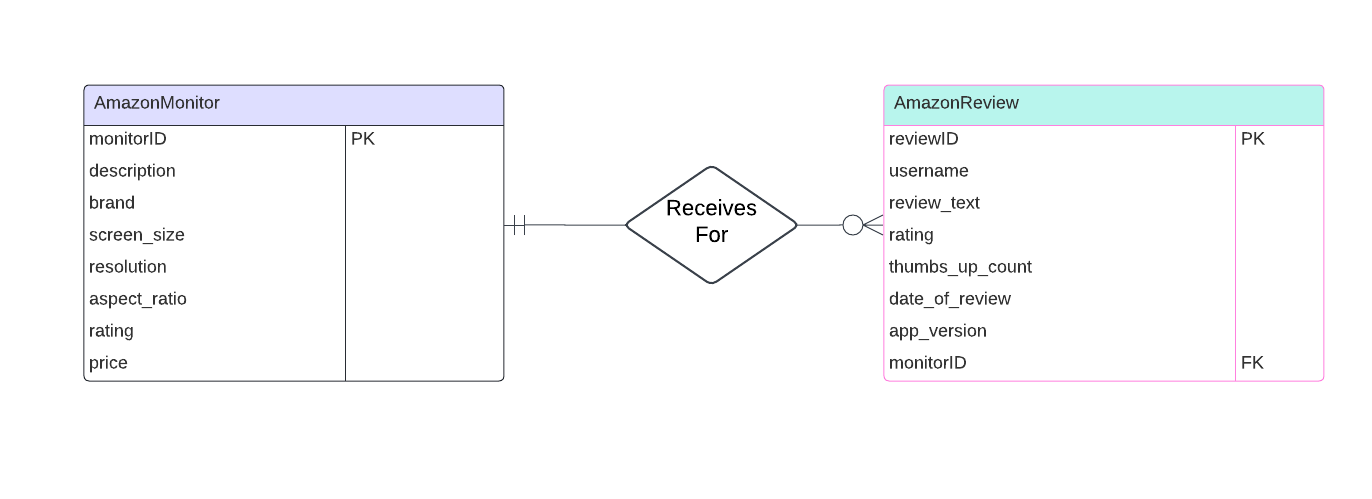 AmazonMonitor
monitorID PK
description
brand
screen_size
resolution
aspect_ratio
rating
price
Receives
For
AmazonReview
reviewID PK
username
review_text
rating
thumbs_up_count
date_of_review
app_version
monitorID FK